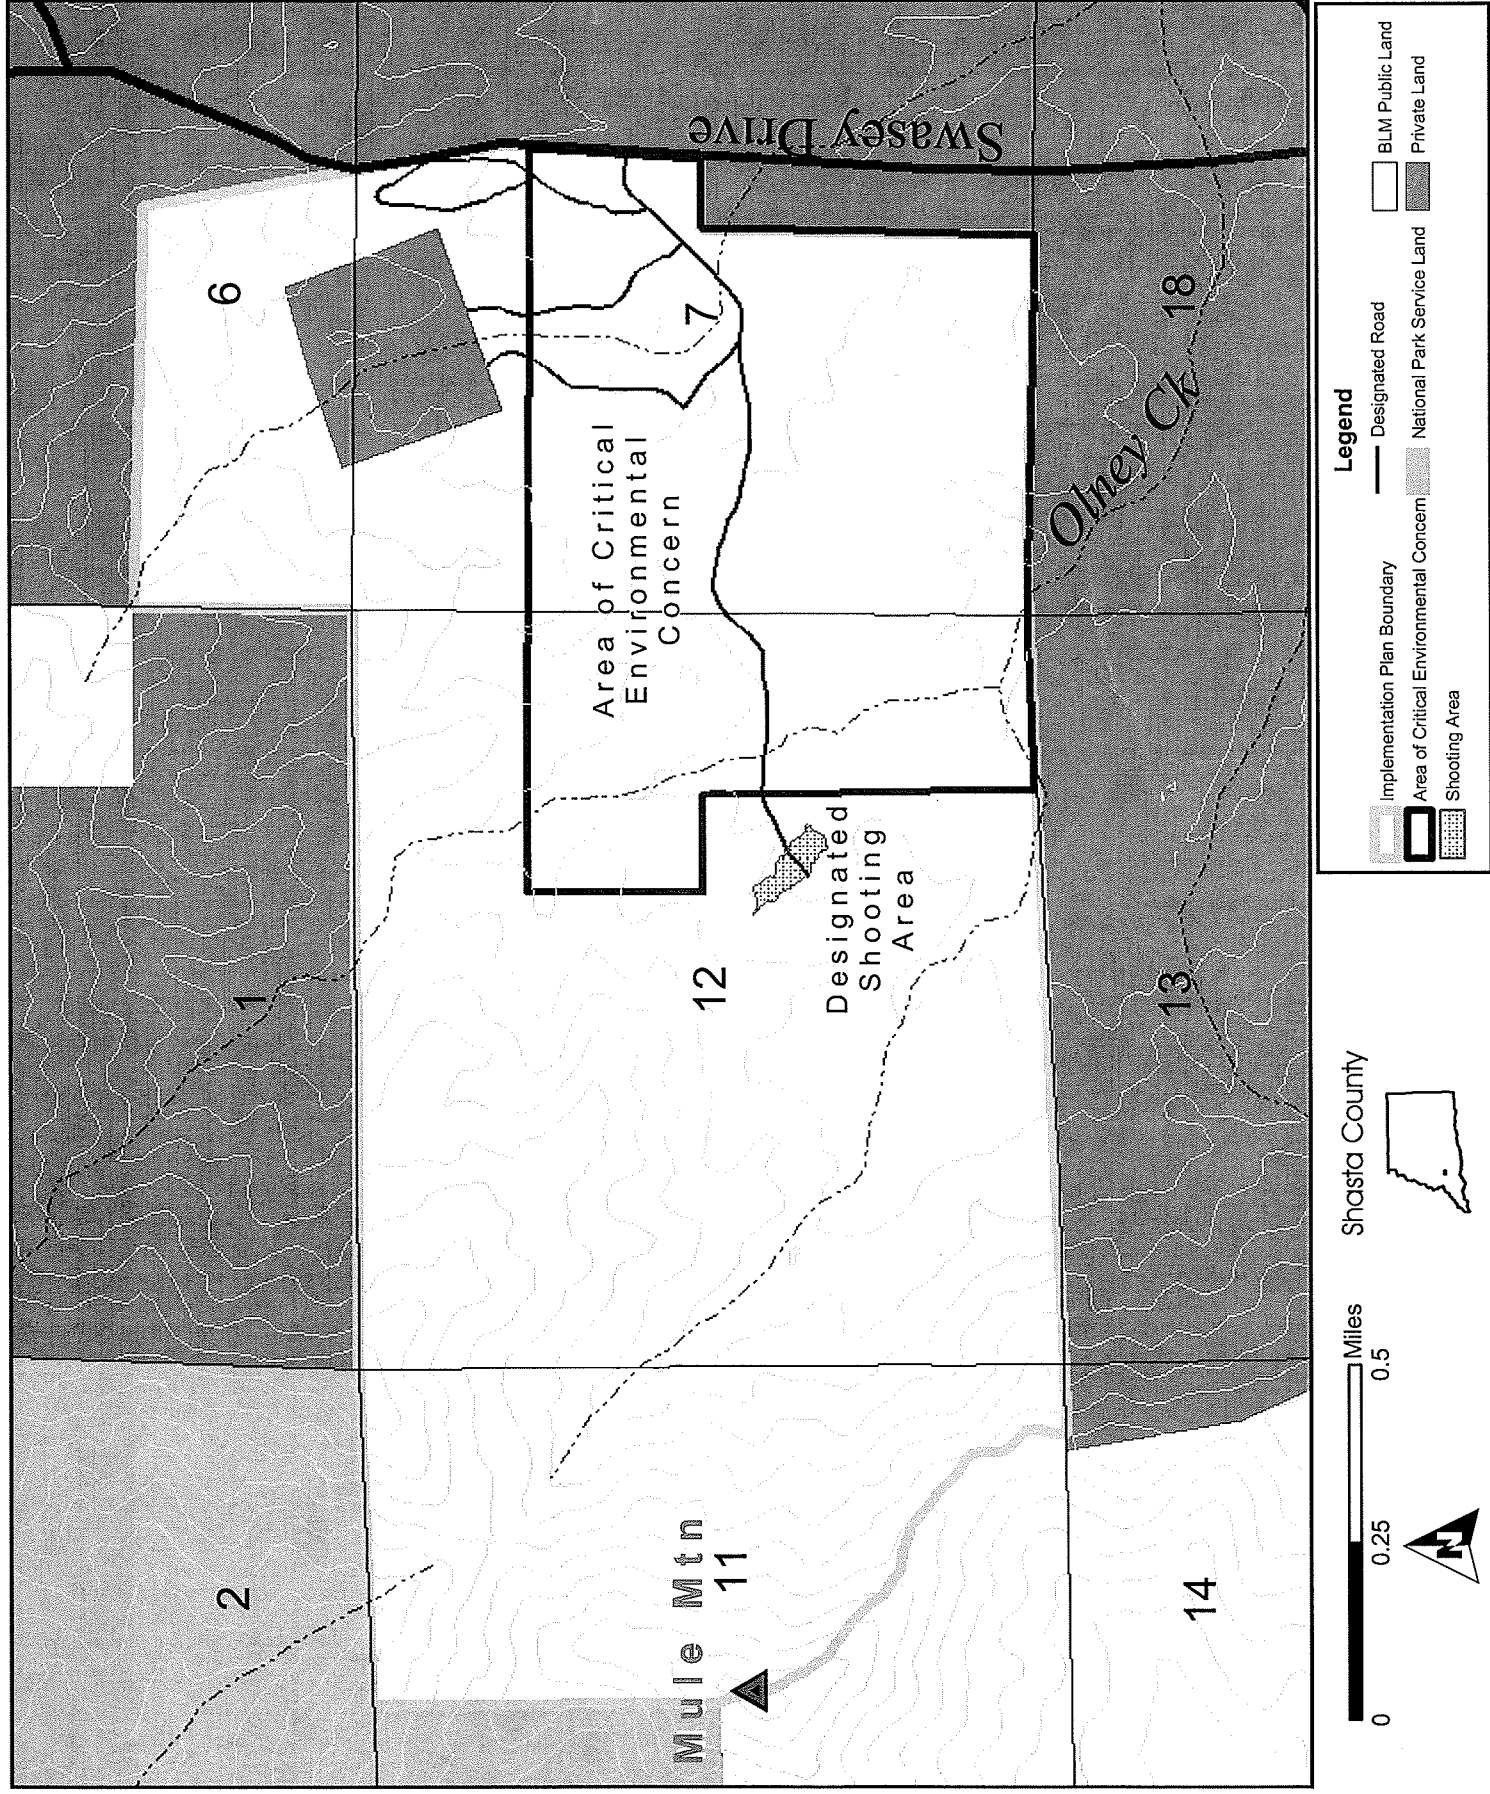 2
1
6
Swasey Drive
Area of Critical
Environmental
Concern
7
Mule Mtn
11
12
Designated
Shooting
Area
Olney Ck
14
13
18
0 0.25 0.5
Miles
N
Shasta County
Legend
Implementation Plan Boundary
Area of Critical Environmental Concern
Shooting Area
Designated Road
National Park Service Land
BLM Public Land
Private Land